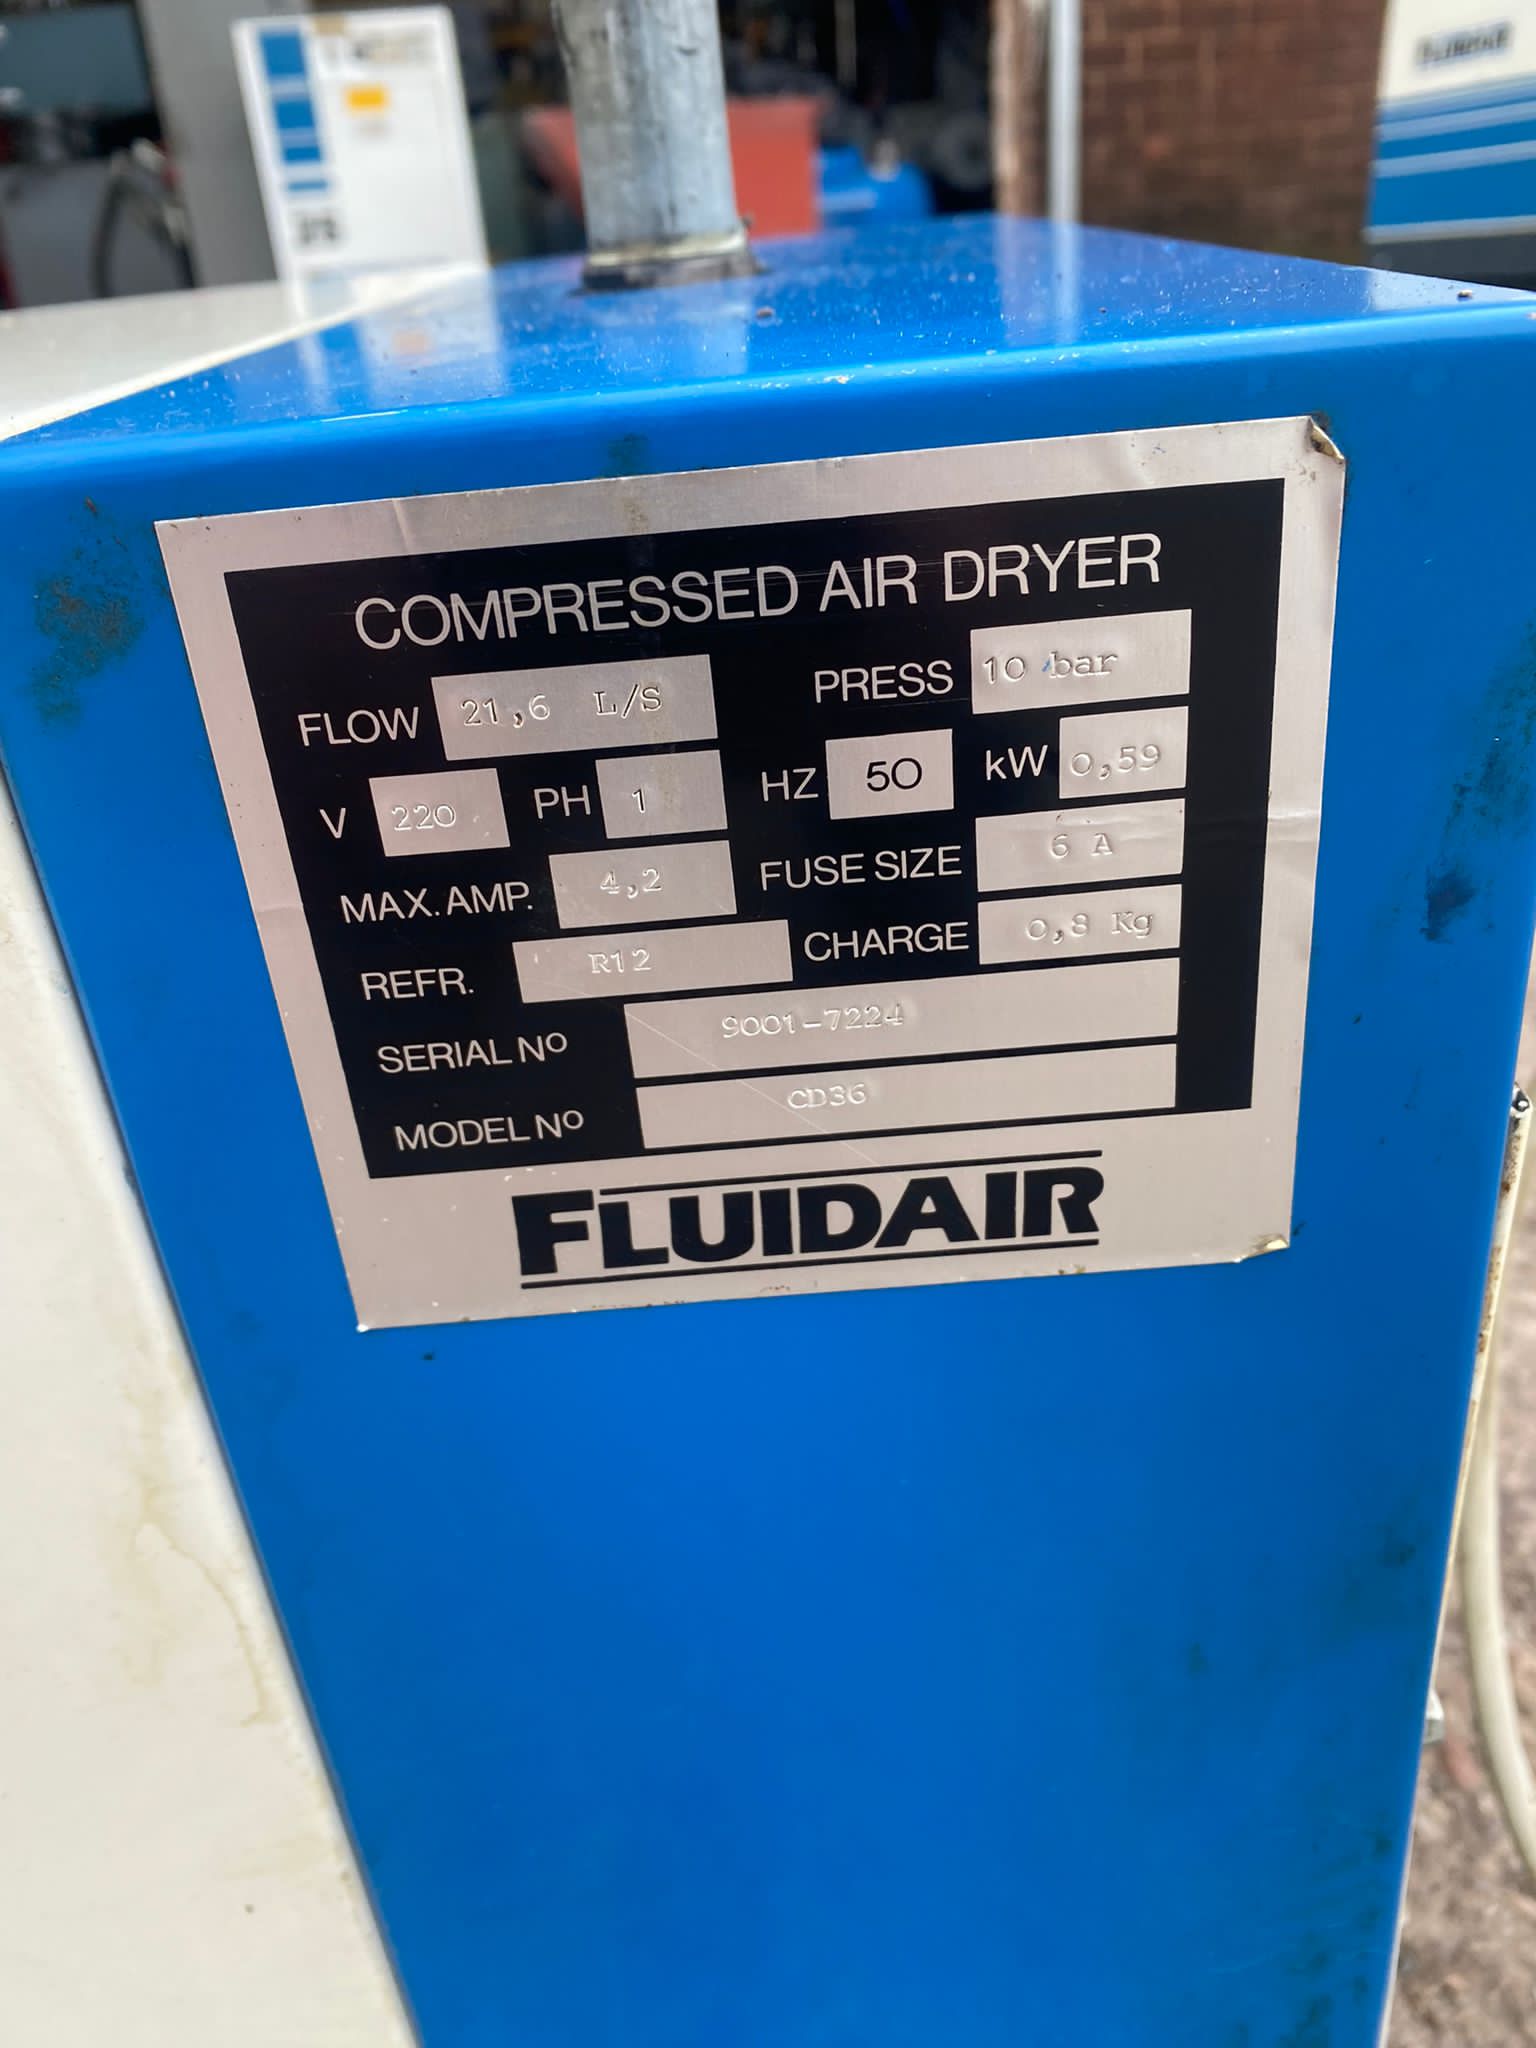 COMPRESSED AIR DRYER
FLOW 21,6 L/S PRESS 10 bar
V 220 PH 1 HZ 50 kW 0,59
MAX. AMP. 4,2 FUSE SIZE 6 A
REFR. R12 CHARGE 0,8 Kg
SERIAL Nº 9001-7224
MODEL Nº CD36
FLUIDAIR